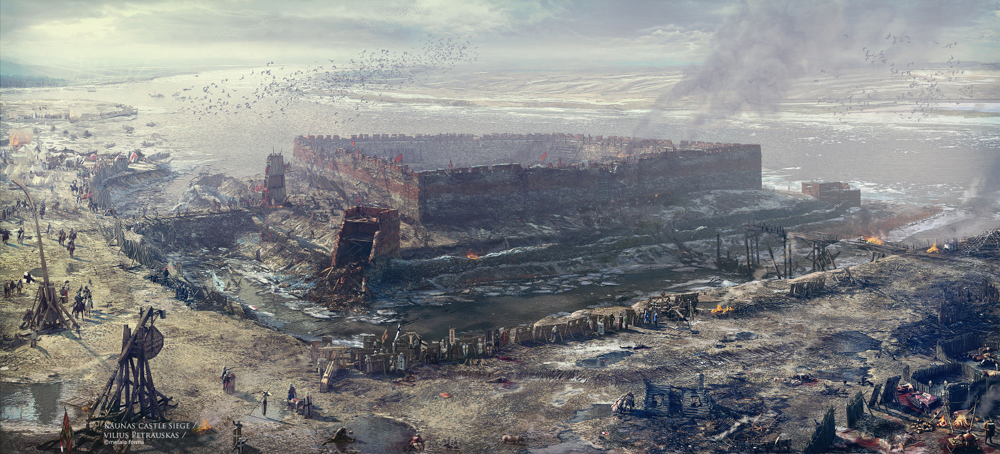 KAUNAS CASTLE SIEGE /
VILIUS PETRAUSKAS /
©metalo forma